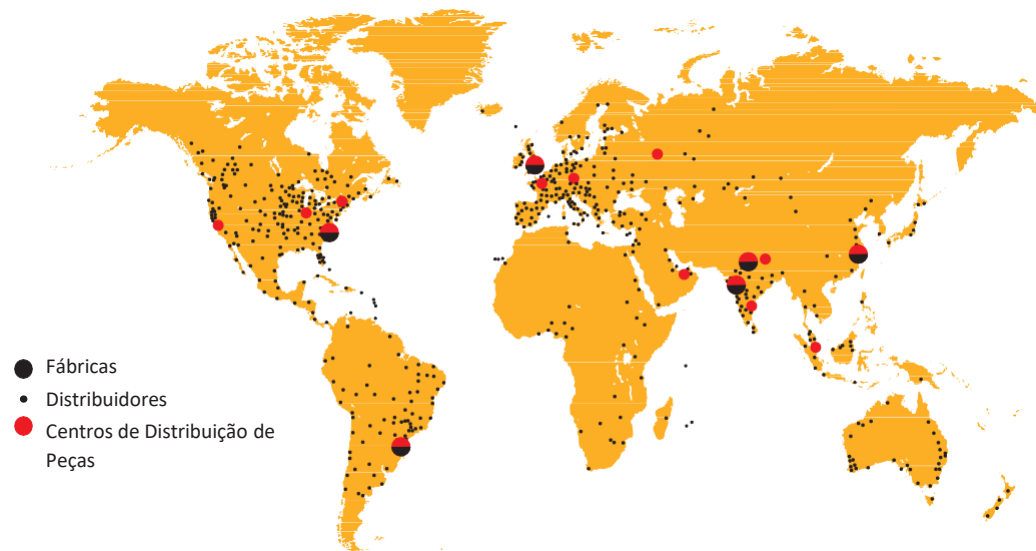 Fábricas
Distribuidores
Centros de Distribuição de
Peças